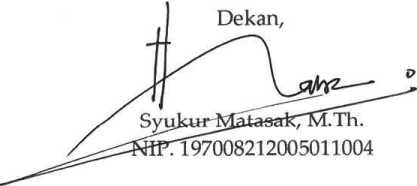 Dekan,
Syukur Matasak, M.Th.
NIP. 197008212005011004